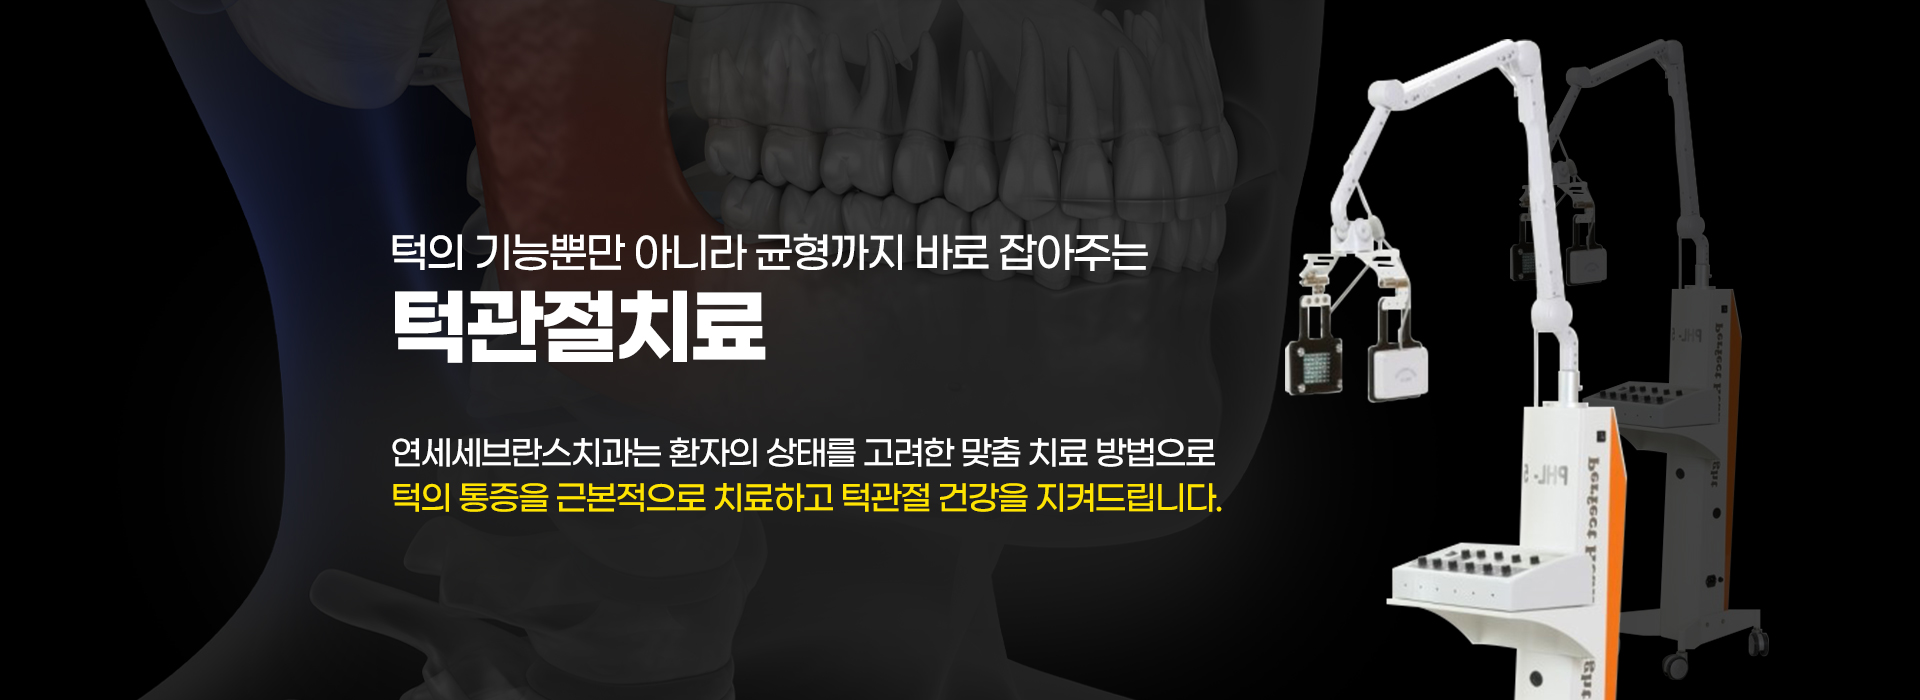 턱의 기능뿐만 아니라 균형까지 바로 잡아주는
턱관절치료
연세세브란스치과는 환자의 상태를 고려한 맞춤 치료 방법으로
턱의 통증을 근본적으로 치료하고 턱관절 건강을 지켜드립니다.